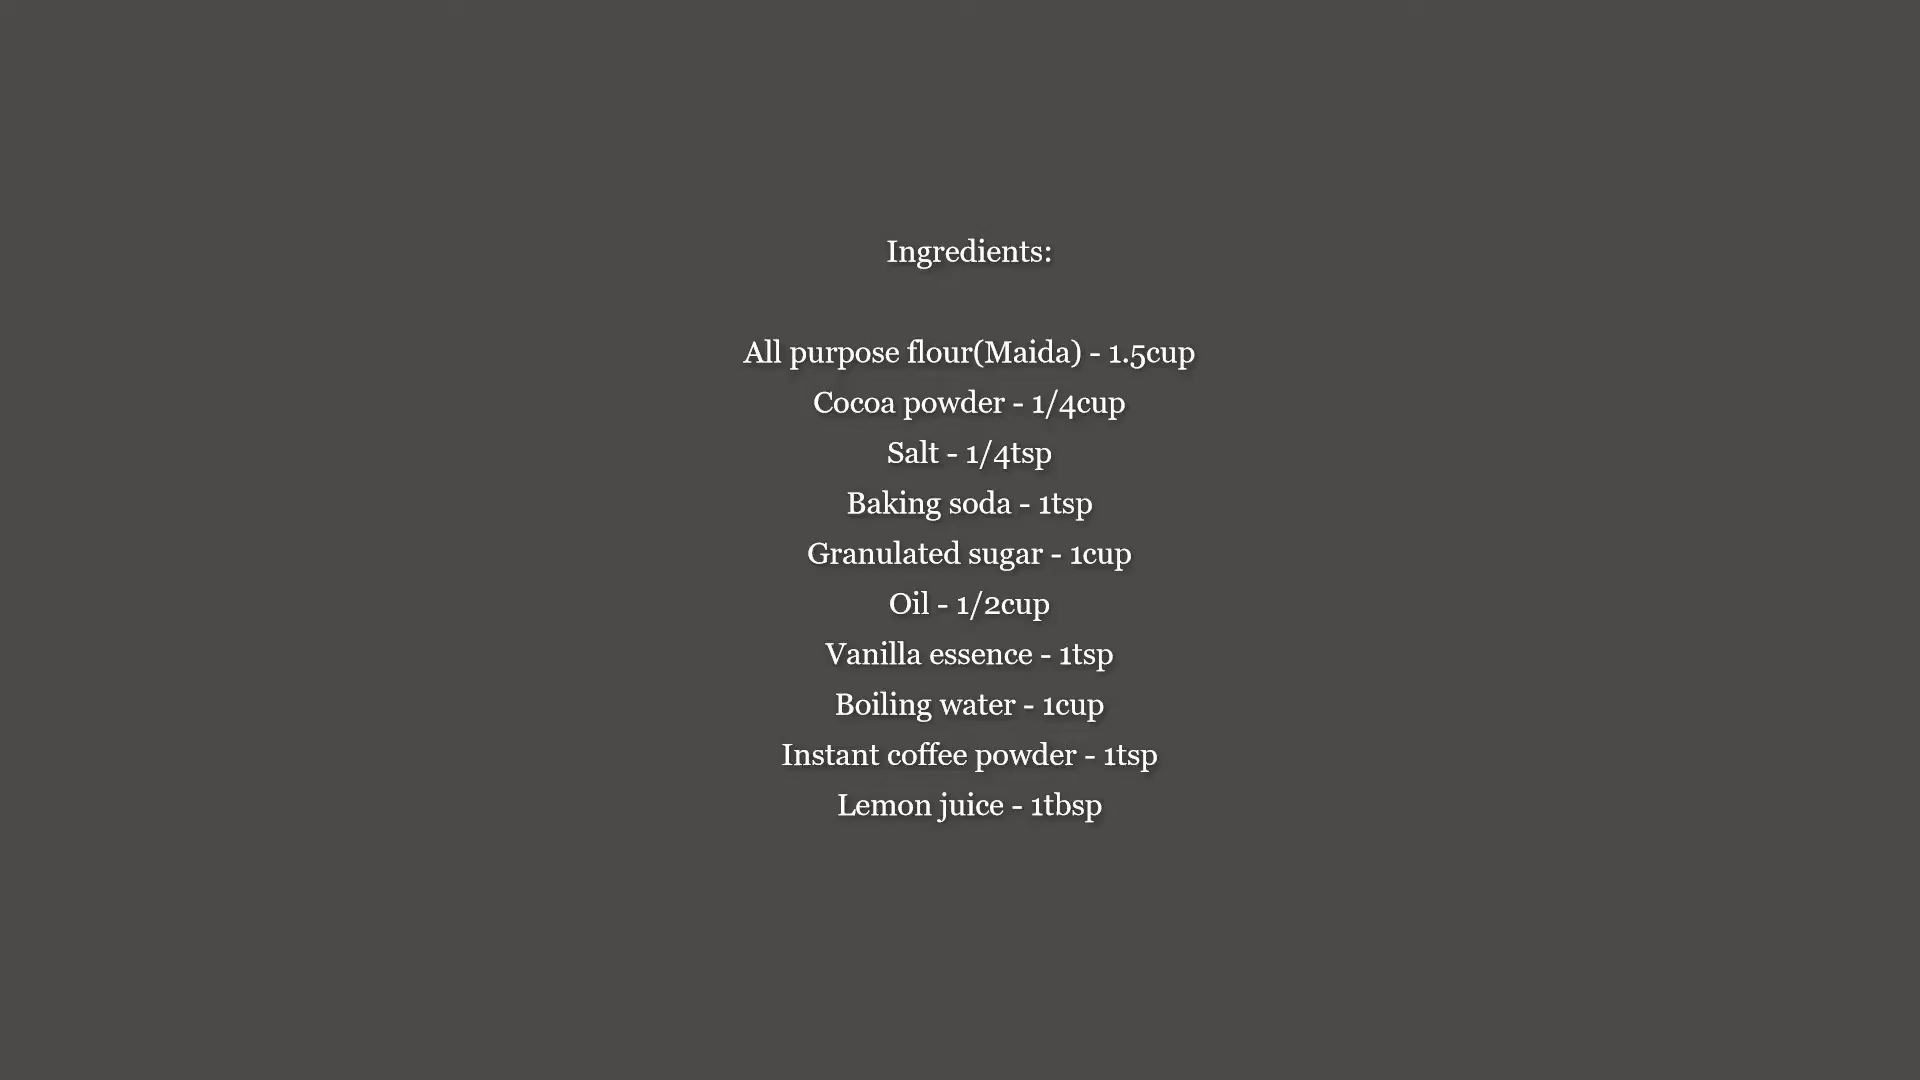 Ingredients:
All purpose flour(Maida) - 1.5cup
Cocoa powder - 1/4cup
Salt - 1/4tsp
Baking soda - 1tsp
Granulated sugar - 1cup
Oil - 1/2cup
Vanilla essence - 1tsp
Boiling water - 1cup
Instant coffee powder - 1tsp
Lemon juice - 1tbsp